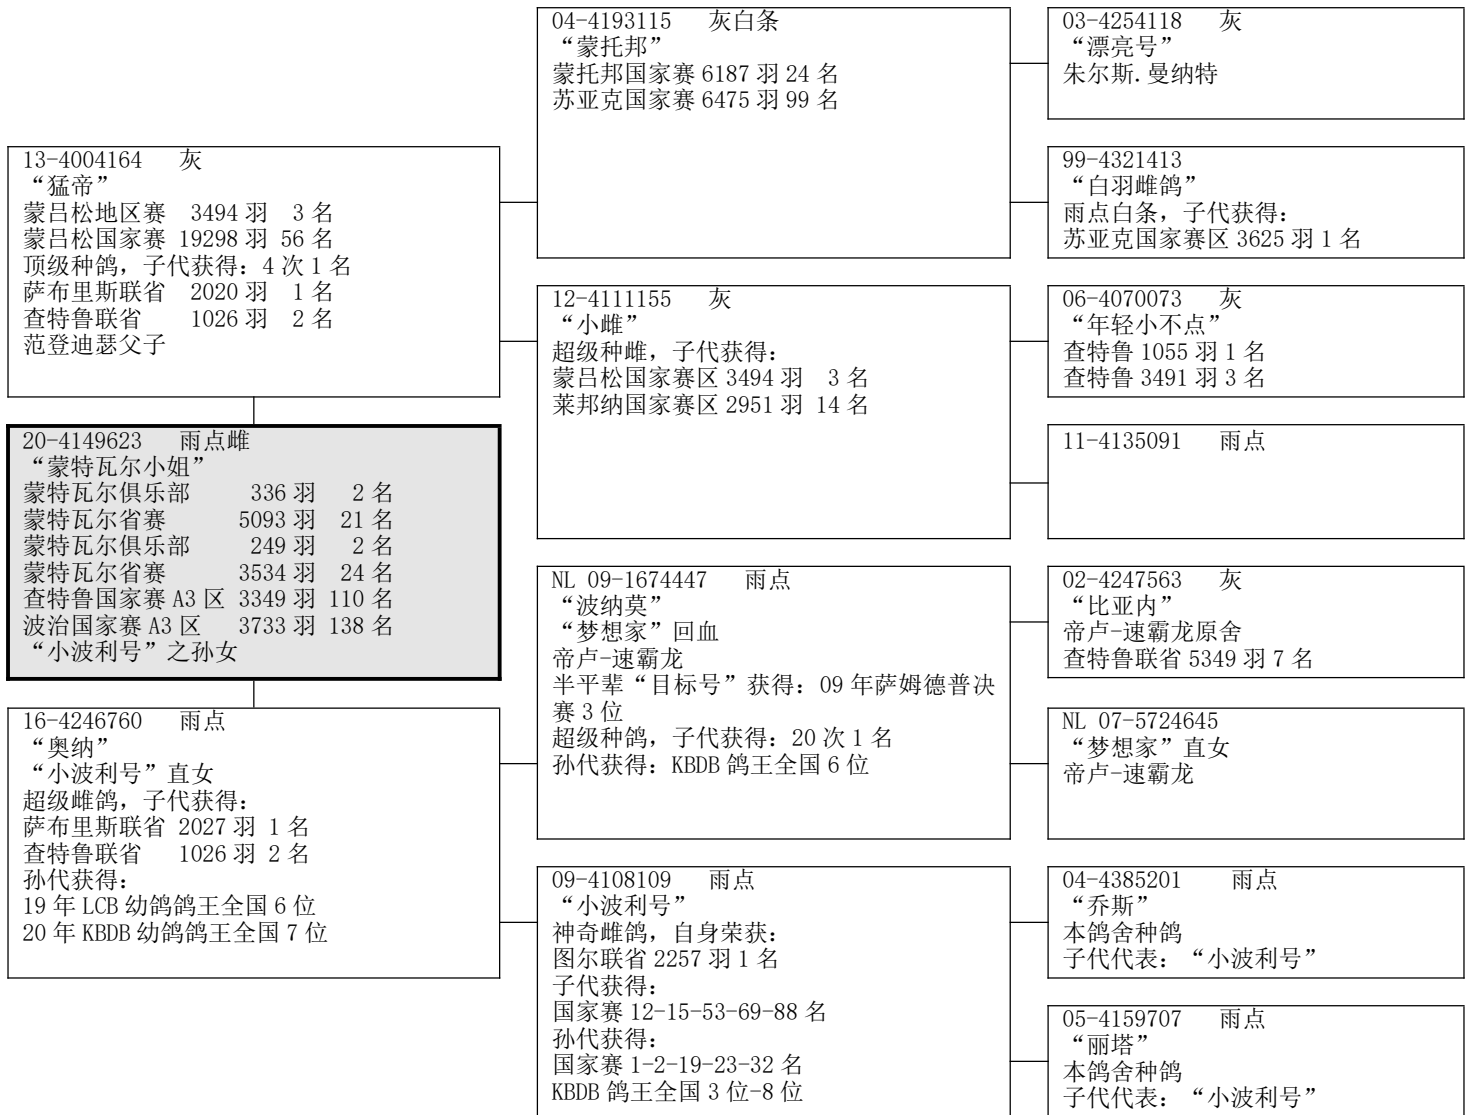 04-4193115 灰白条
“蒙托邦”
蒙托邦国家赛 6187 羽 24 名
苏亚克国家赛 6475 羽 99 名
03-4254118 灰
“漂亮号”
朱尔斯.曼纳特
13-4004164 灰
“猛帝”
蒙吕松地区赛 3494 羽 3 名
蒙吕松国家赛 19298 羽 56 名
顶级种鸽，子代获得：4 次 1 名
萨布里斯联省 2020 羽 1 名
查特鲁联省 1026 羽 2 名
范登迪瑟父子
99-4321413
“白羽雌鸽”
雨点白条，子代获得：
苏亚克国家赛区 3625 羽 1 名
12-4111155 灰
“小雌”
超级种雌，子代获得：
蒙吕松国家赛区 3494 羽 3 名
莱邦纳国家赛区 2951 羽 14 名
06-4070073 灰
“年轻小不点”
查特鲁 1055 羽 1 名
查特鲁 3491 羽 3 名
20-4149623 雨点雌
“蒙特瓦尔小姐”
蒙特瓦尔俱乐部 336 羽 2 名
蒙特瓦尔省赛 5093 羽 21 名
蒙特瓦尔俱乐部 249 羽 2 名
蒙特瓦尔省赛 3534 羽 24 名
查特鲁国家赛 A3 区 3349 羽 110 名
波治国家赛 A3 区 3733 羽 138 名
“小波利号”之孙女
11-4135091 雨点
NL 09-1674447 雨点
“波纳莫”
“梦想家”回血
帝卢-速霸龙
半平辈“目标号”获得：09 年萨姆德普决
赛 3 位
超级种鸽，子代获得：20 次 1 名
孙代获得：KBDB 鸽王全国 6 位
02-4247563 灰
“比亚内”
帝卢-速霸龙原舍
查特鲁联省 5349 羽 7 名
16-4246760 雨点
“奥纳”
“小波利号”直女
超级雌鸽，子代获得：
萨布里斯联省 2027 羽 1 名
查特鲁联省 1026 羽 2 名
孙代获得：
19 年 LCB 幼鸽鸽王全国 6 位
20 年 KBDB 幼鸽鸽王全国 7 位
NL 07-5724645
“梦想家”直女
帝卢-速霸龙
09-4108109 雨点
“小波利号”
神奇雌鸽，自身荣获：
图尔联省 2257 羽 1 名
子代获得：
国家赛 12-15-53-69-88 名
孙代获得：
国家赛 1-2-19-23-32 名
KBDB 鸽王全国 3 位-8 位
04-4385201 雨点
“乔斯”
本鸽舍种鸽
子代代表：“小波利号”
05-4159707 雨点
“丽塔”
本鸽舍种鸽
子代代表：“小波利号”